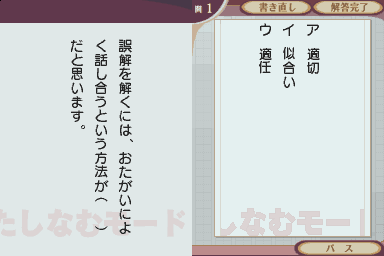 誤解を解くには、おたがいによ
く話し合うという方法が(　)
だと思います。
問 1
書き直し
解答完了
ア 適切
イ 似合い
ウ 適任
たしなむモード
しなむモード
パス